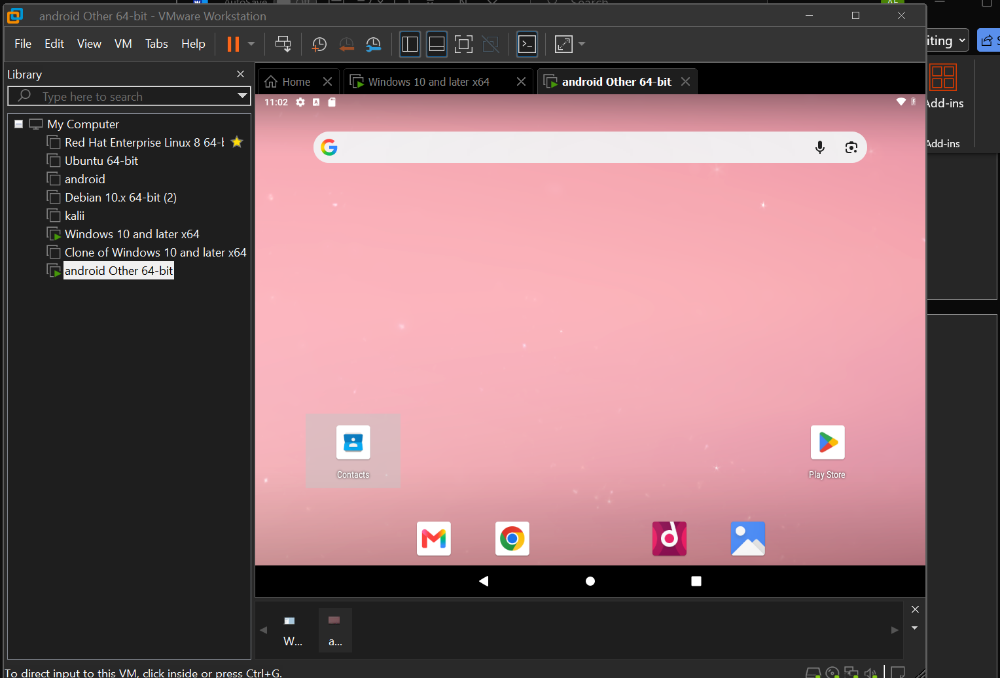 AutoSave
Off
Search
AF
android Other 64-bit - VMware Workstation
File Edit View VM Tabs Help
iting
S
Library
Type here to search
Home
Windows 10 and later x64
android Other 64-bit
Add-ins
Add-ins
11:02
My Computer
Red Hat Enterprise Linux 8 64-b
Ubuntu 64-bit
android
Debian 10.x 64-bit (2)
kalii
Windows 10 and later x64
Clone of Windows 10 and later x64
android Other 64-bit
Contacts
Play Store
W...
a...
To direct input to this VM, click inside or press Ctrl+G.